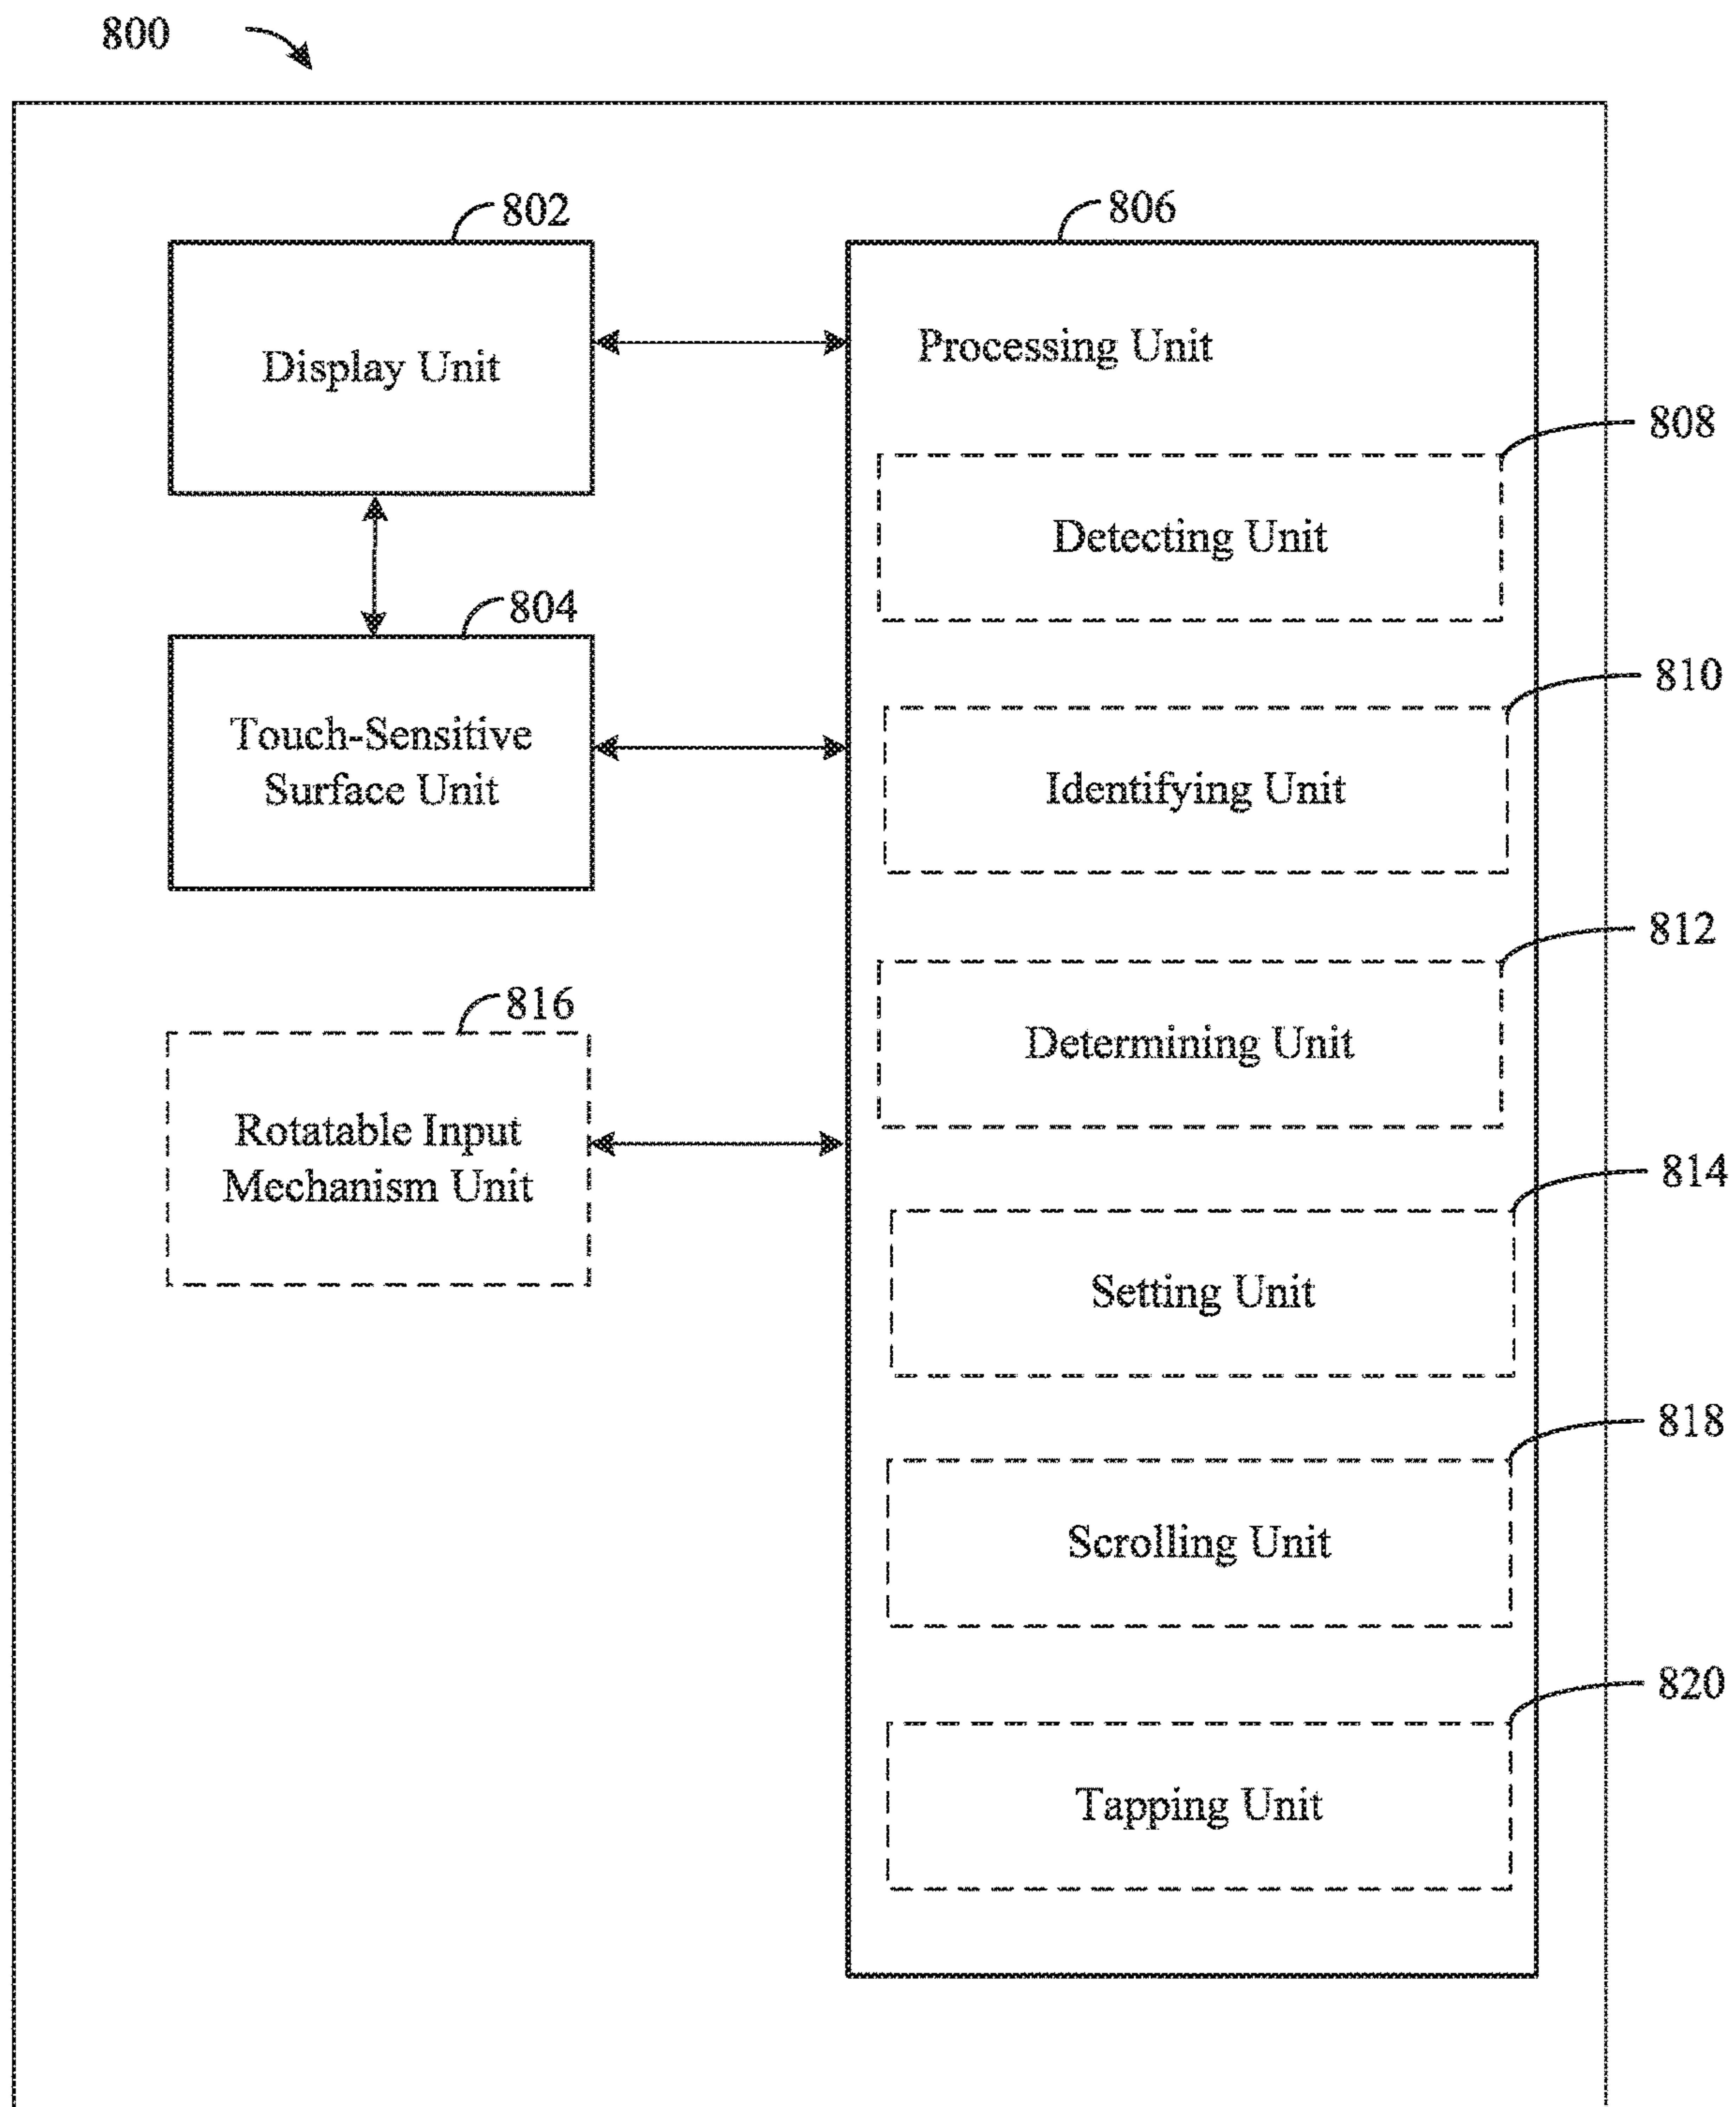 800
802
806
Display Unit
Processing Unit
808
Detecting Unit
804
810
Touch-Sensitive
Surface Unit
Identifying Unit
812
816
Determining Unit
Rotatable Input
Mechanism Unit
814
Setting Unit
818
Scrolling Unit
820
Tapping Unit